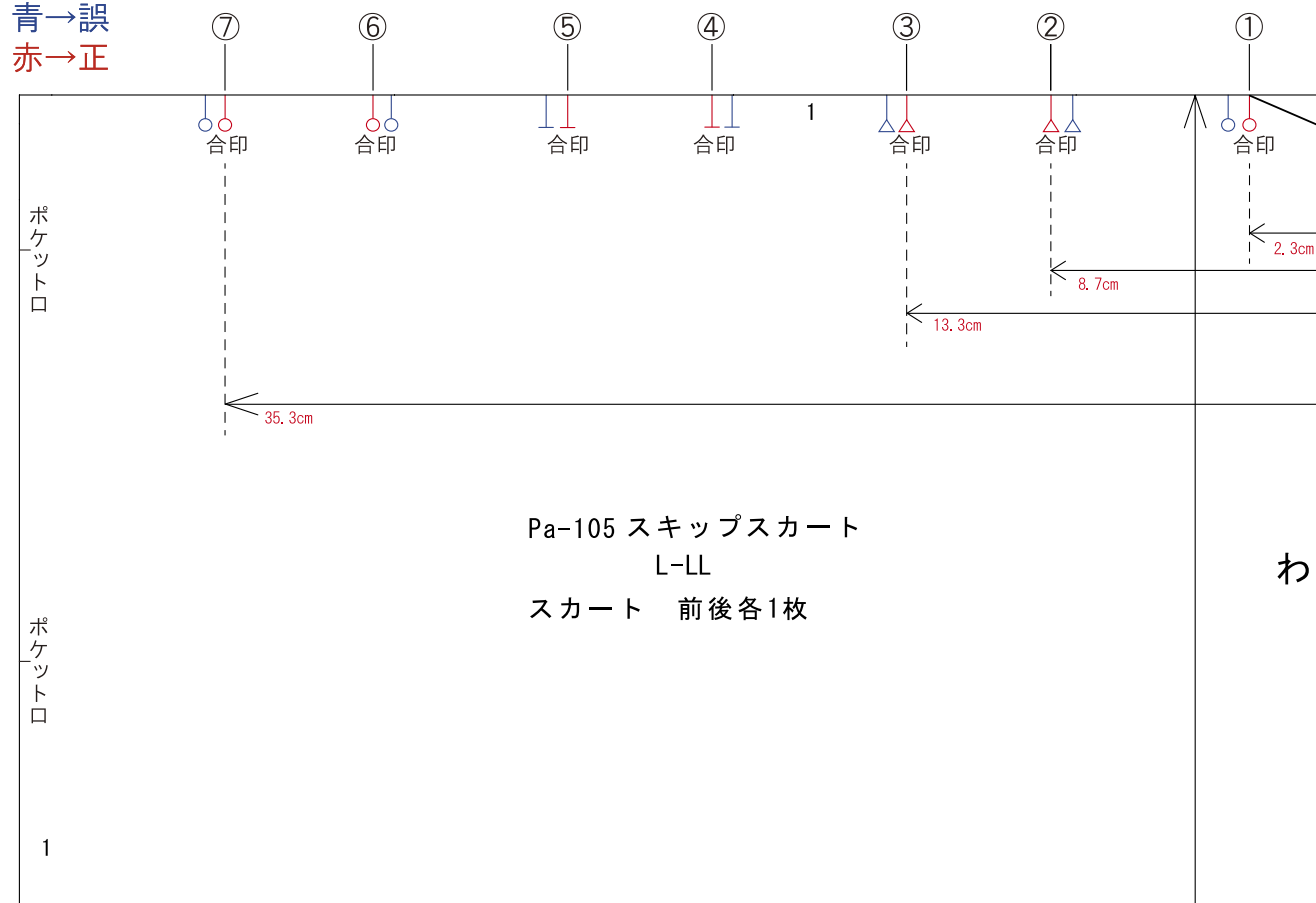 青→誤
赤→正
⑦ ⑥ ⑤ ④ ③ ② ①
1
合印 合印 合印 合印 合印 合印 合印
ポケット口
2.3cm
8.7cm
13.3cm
35.3cm
Pa-105 スキップスカート
L-LL
スカート 前後各1枚
わ
ポケット口
1